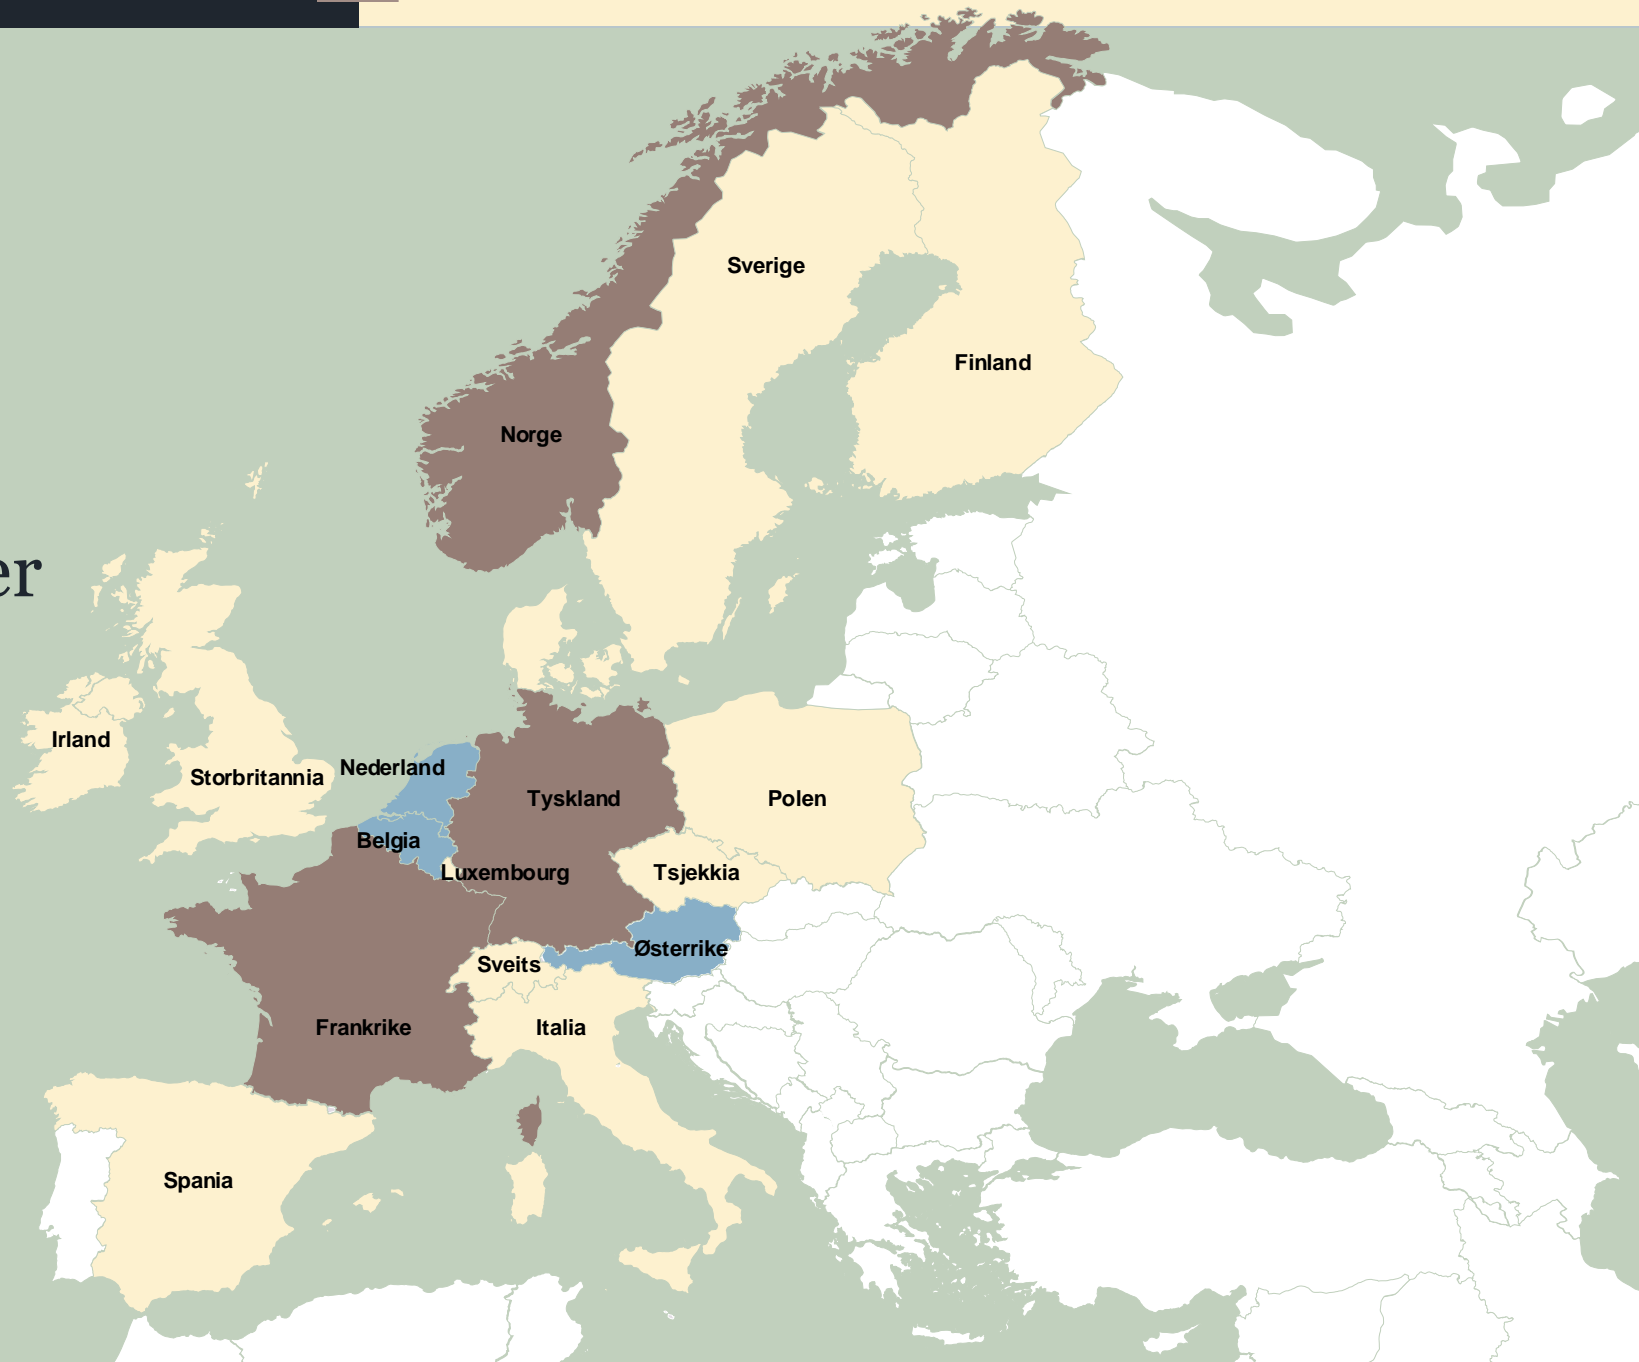 Sverige
Finland
Norge
er
Irland
Nederland
Storbritannia
Tyskland
Polen
Belgia
Luxembourg
Tsjekkia
Østerrike
Sveits
Frankrike
Italia
Spania